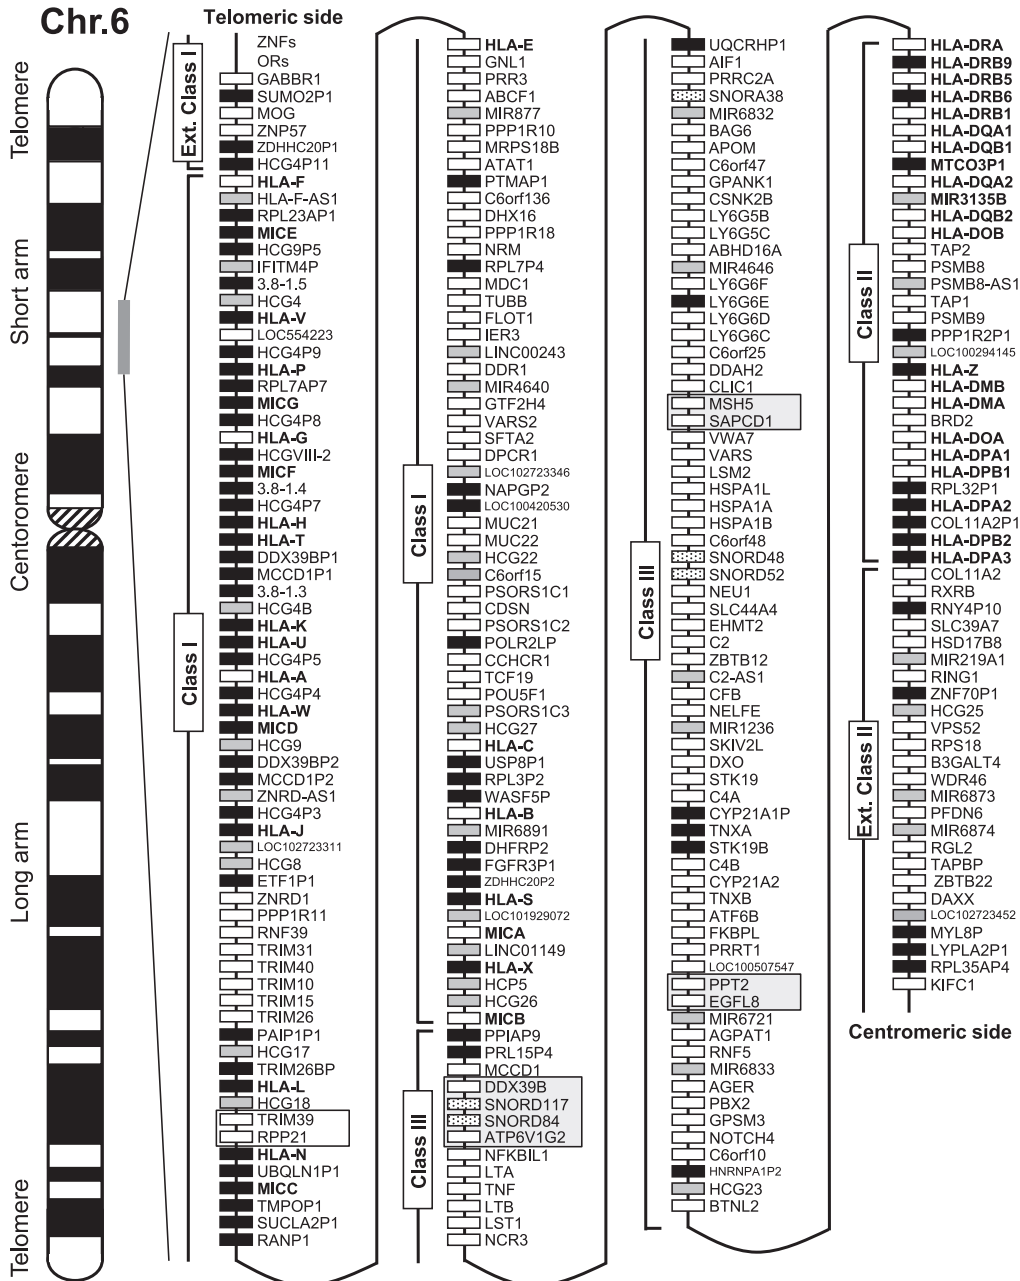 Chr.6
Telomere
Short arm
Centoromere
Long arm
Telomere
Telomeric side
Ext. Class I
Class I
ZNFs
ORs
GABBR1
SUMO2P1
MOG
ZNP57
ZDHHC20P1
HCG4P11
HLA-F
HLA-F-AS1
RPL23AP1
MICE
HCG9P5
IFITM4P
3.8-1.5
HCG4
HLA-V
LOC554223
HCG4P9
HLA-P
RPL7AP7
MICG
HCG4P8
HLA-G
HCGVIII-2
MICF
3.8-1.4
HCG4P7
HLA-H
HLA-T
DDX39BP1
MCCD1P1
3.8-1.3
HCG4B
HLA-K
HLA-U
HCG4P5
HLA-A
HCG4P4
HLA-W
MICD
HCG9
DDX39BP2
MCCD1P2
ZNRD-AS1
HCG4P3
HLA-J
LOC102723311
HCG8
ETF1P1
ZNRD1
PPP1R11
RNF39
TRIM31
TRIM40
TRIM10
TRIM15
TRIM26
PAIP1P1
HCG17
TRIM26BP
HLA-L
HCG18
TRIM39
RPP21
HLA-N
UBQLN1P1
MICC
TMPOP1
SUCLA2P1
RANP1
Class I
Class III
HLA-E
GNL1
PRR3
ABCF1
MIR877
PPP1R10
MRPS18B
ATAT1
PTMAP1
C6orf136
DHX16
PPP1R18
NRM
RPL7P4
MDC1
TUBB
FLOT1
IER3
LINC00243
DDR1
MIR4640
GTF2H4
VARS2
SFTA2
DPCR1
LOC102723346
NAPGP2
LOC100420530
MUC21
MUC22
HCG22
C6orf15
PSORS1C1
CDSN
PSORS1C2
POLR2LP
CCHCR1
TCF19
POU5F1
PSORS1C3
HCG27
HLA-C
USP8P1
RPL3P2
WASF5P
HLA-B
MIR6891
DHFRP2
FGFR3P1
ZDHHC20P2
HLA-S
LOC101929072
MICA
LINC01149
HLA-X
HCP5
HCG26
MICB
PPIAP9
PRL15P4
MCCD1
DDX39B
SNORD117
SNORD84
ATP6V1G2
NFKBIL1
LTA
TNF
LTB
LST1
NCR3
Class III
UQCRHP1
AIF1
PRRC2A
SNORA38
MIR6832
BAG6
APOM
C6orf47
GPANK1
CSNK2B
LY6G5B
LY6G5C
ABHD16A
MIR4646
LY6G6F
LY6G6E
LY6G6D
LY6G6C
C6orf25
DDAH2
CLIC1
MSH5
SAPCD1
VWA7
VARS
LSM2
HSPA1L
HSPA1A
HSPA1B
C6orf48
SNORD48
SNORD52
NEU1
SLC44A4
EHMT2
C2
ZBTB12
C2-AS1
CFB
NELFE
MIR1236
SKIV2L
DXO
STK19
C4A
CYP21A1P
TNXA
STK19B
C4B
CYP21A2
TNXB
ATF6B
FKBPL
PRRT1
LOC100507547
PPT2
EGFL8
MIR6721
AGPAT1
RNF5
MIR6833
AGER
PBX2
GPSM3
NOTCH4
C6orf10
HNRNPA1P2
HCG23
BTNL2
Class II
Ext. Class II
HLA-DRA
HLA-DRB9
HLA-DRB5
HLA-DRB6
HLA-DRB1
HLA-DQA1
HLA-DQB1
MTCO3P1
HLA-DQA2
MIR3135B
HLA-DQB2
HLA-DOB
TAP2
PSMB8
PSMB8-AS1
TAP1
PSMB9
PPP1R2P1
LOC100294145
HLA-Z
HLA-DMB
HLA-DMA
BRD2
HLA-DOA
HLA-DPA1
HLA-DPB1
RPL32P1
HLA-DPA2
COL11A2P1
HLA-DPB2
HLA-DPA3
COL11A2
RXRB
RNY4P10
SLC39A7
HSD17B8
MIR219A1
RING1
ZNF70P1
HCG25
VPS52
RPS18
B3GALT4
WDR46
MIR6873
PFDN6
MIR6874
RGL2
TAPBP
ZBTB22
DAXX
LOC102723452
MYL8P
LYPLA2P1
RPL35AP4
KIFC1
Centromeric side